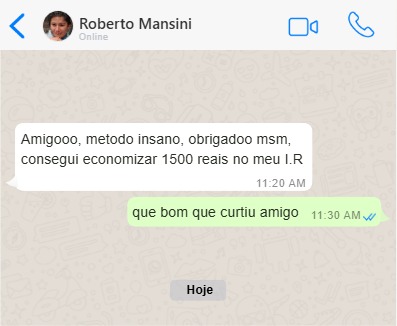 Roberto Mansini
Online
Amigooo, metodo insano, obrigadoo msm,
consegui economizar 1500 reais no meu I.R
11:20 AM
que bom que curtiu amigo 11:30 AM
Hoje